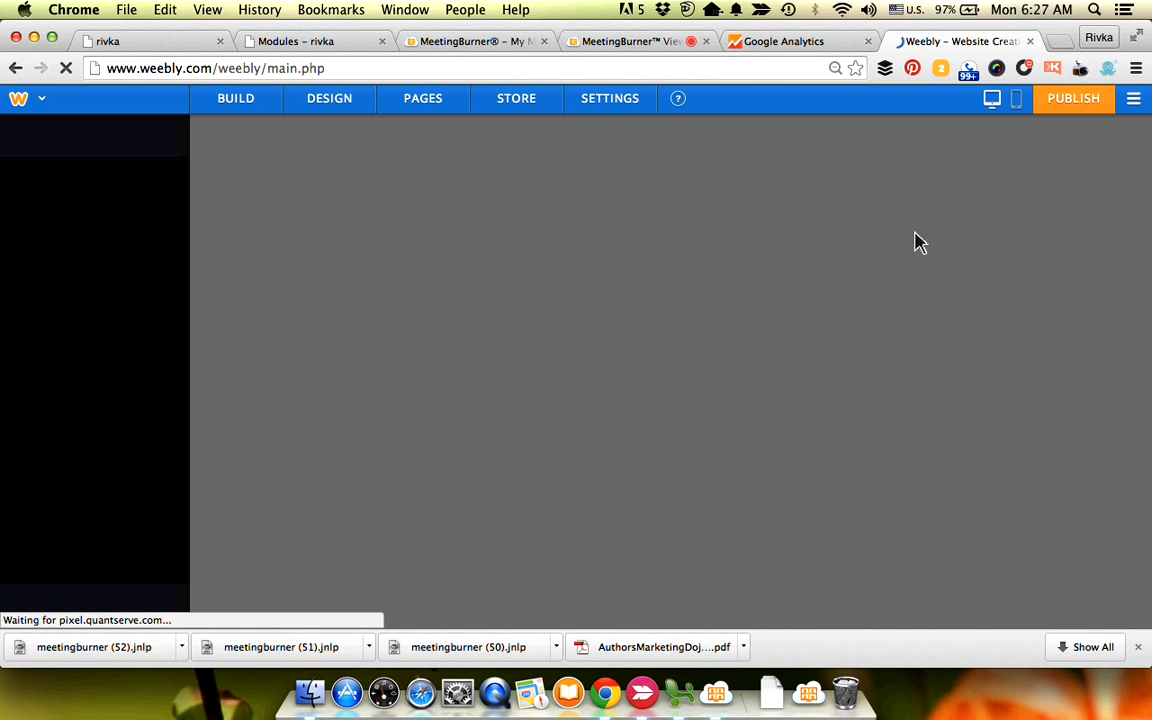 Chrome File Edit View History Bookmarks Window People Help 5 U.S. 97% Mon 6:27 AM
rivka Modules – rivka MeetingBurner® – My M MeetingBurner™ View Google Analytics Weebly – Website Creati Rivka
www.weebly.com/weebly/main.php 2 99+
W BUILD DESIGN PAGES STORE SETTINGS ? PUBLISH
Waiting for pixel.quantserve.com...
meetingburner (52).jnlp meetingburner (51).jnlp meetingburner (50).jnlp AuthorsMarketingDoj....pdf Show All